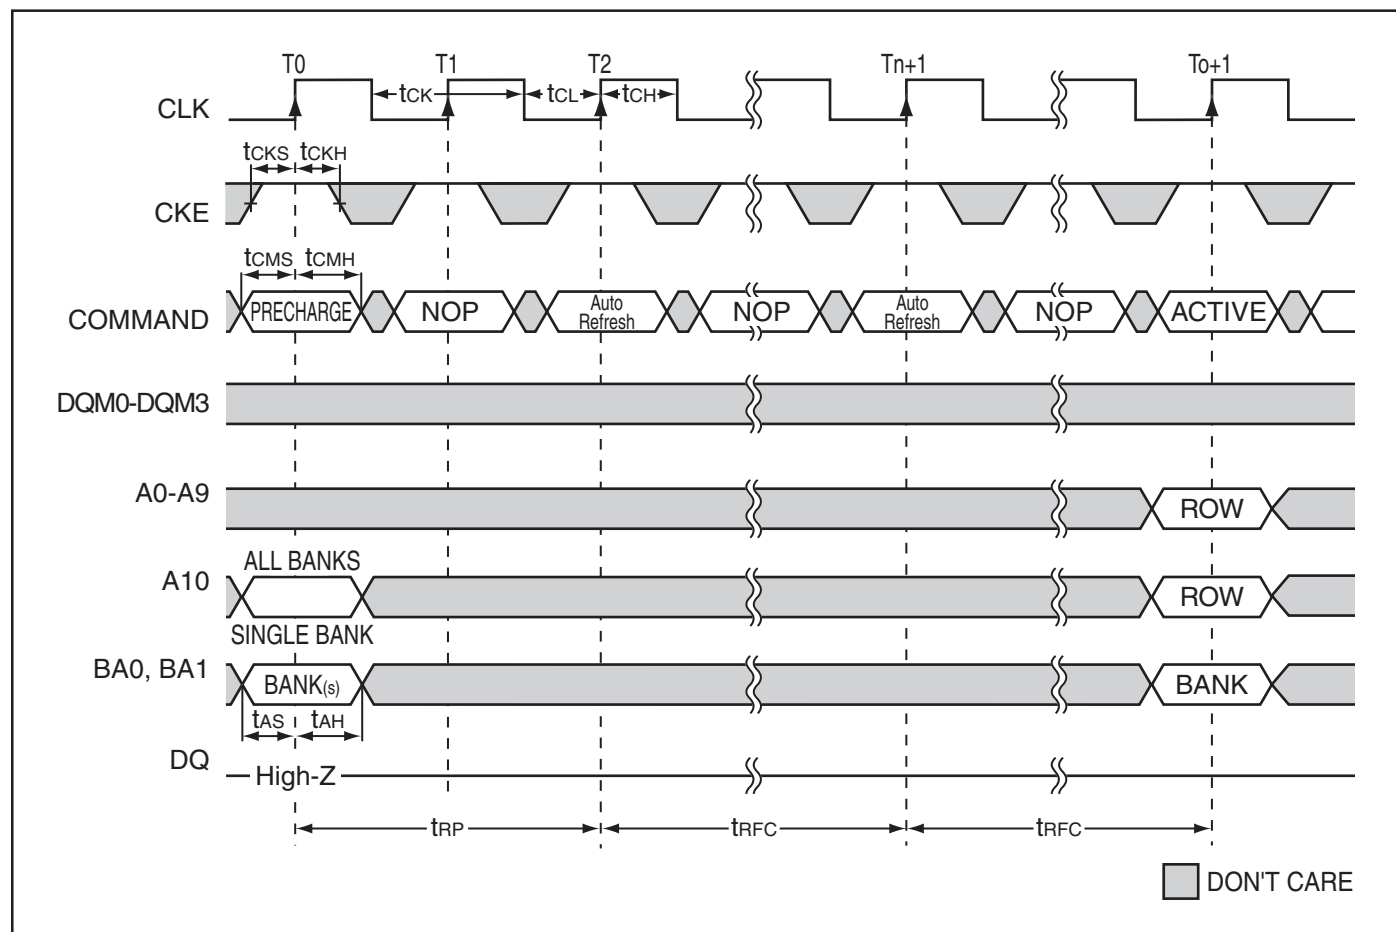 T0 T1 T2 Tn+1 To+1
CLK tCK tCL tCH
tCKS tCKH
CKE
tCMS tCMH
COMMAND PRECHARGE NOP Auto Refresh NOP Auto Refresh NOP ACTIVE
DQM0-DQM3
A0-A9 ROW
ALL BANKS
A10 ROW
SINGLE BANK
BA0, BA1 BANK(s) BANK
tAS tAH
DQ High-Z
tRP tRFC tRFC
DON'T CARE